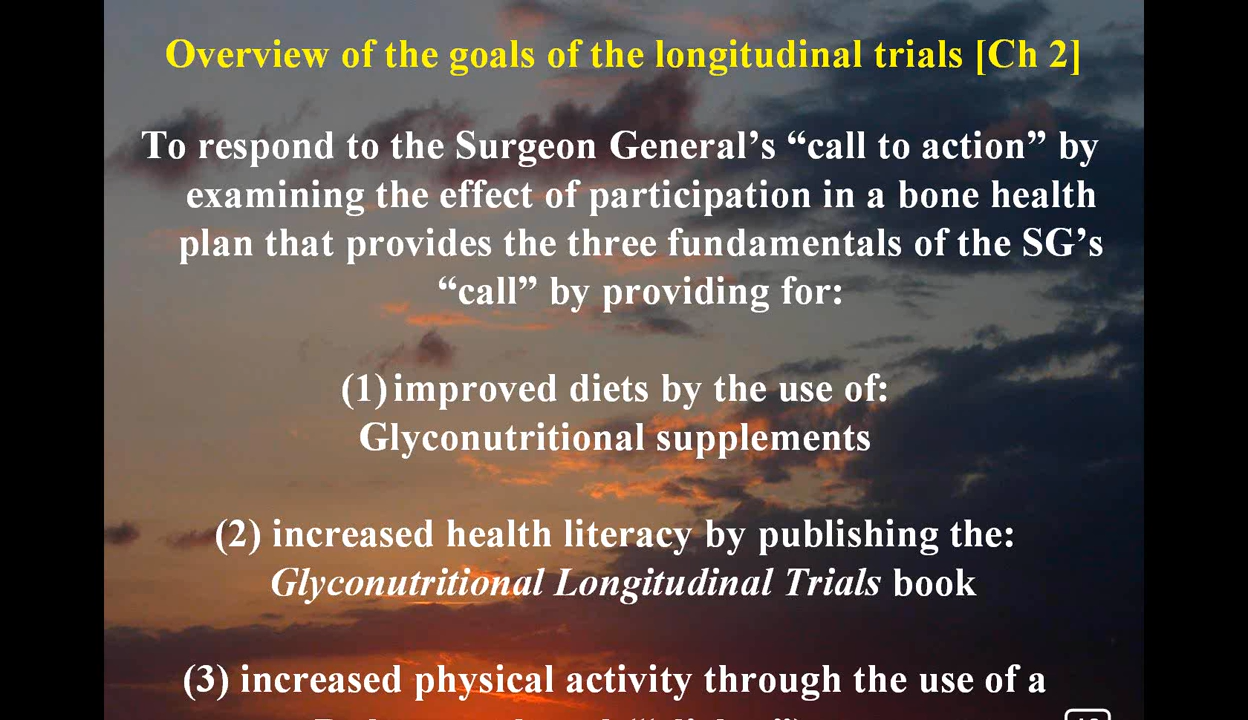 Overview of the goals of the longitudinal trials [Ch 2]
To respond to the Surgeon General’s “call to action” by
examining the effect of participation in a bone health
plan that provides the three fundamentals of the SG’s
“call” by providing for:
(1) improved diets by the use of:
Glyconutritional supplements
(2) increased health literacy by publishing the:
Glyconutritional Longitudinal Trials book
(3) increased physical activity through the use of a